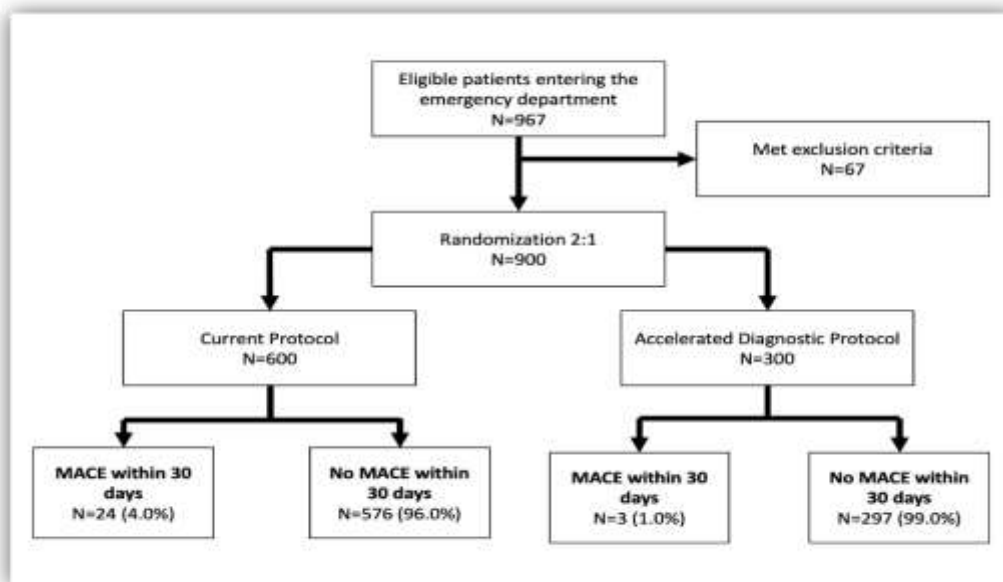 Eligible patients entering the
emergency department
N=967
Met exclusion criteria
N=67
Randomization 2:1
N=900
Current Protocol
N=600
Accelerated Diagnostic Protocol
N=300
MACE within 30
days
N=24 (4.0%)
No MACE within
30 days
N=576 (96.0%)
MACE within 30
days
N=3 (1.0%)
No MACE within
30 days
N=297 (99.0%)